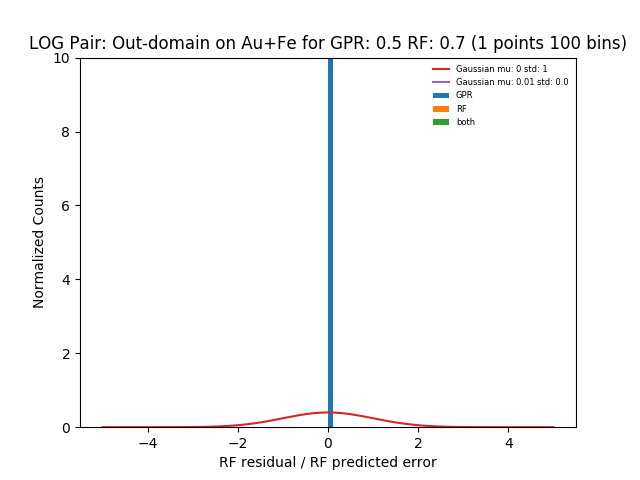 LOG Pair: Out-domain on Au+Fe for GPR: 0.5 RF: 0.7 (1 points 100 bins)
Gaussian mu: 0 std: 1
Gaussian mu: 0.01 std: 0.0
GPR
RF
both
Normalized Counts
10
8
6
4
2
0
−4 −2 0 2 4
RF residual / RF predicted error